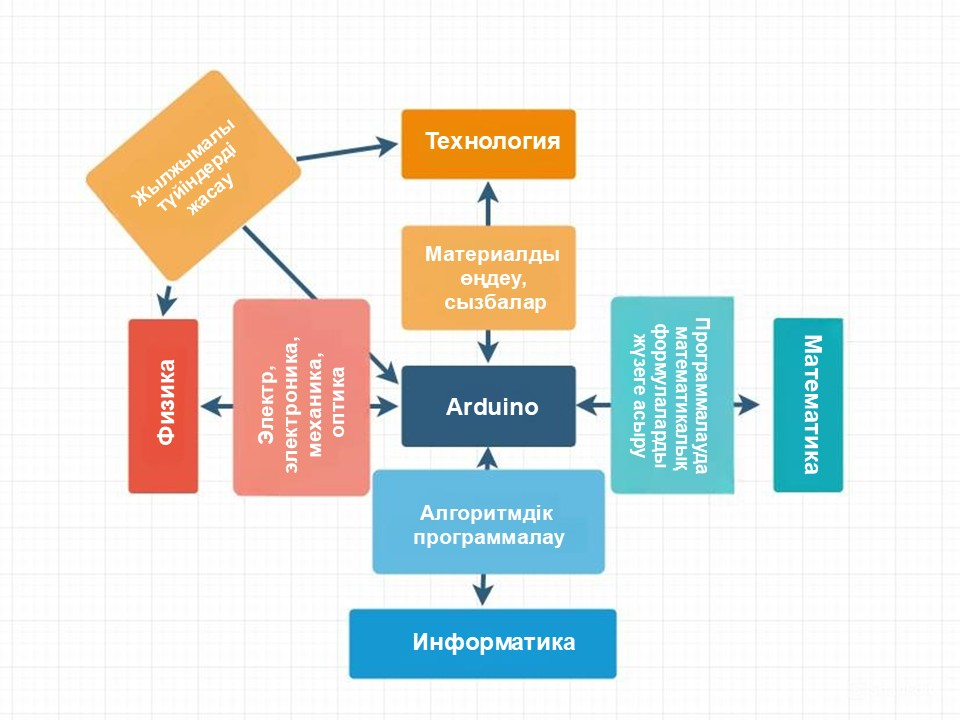 Жылжымалы
түйіндерді
жасау
Технология
Материалды
өңдеу,
сызбалар
Физика
Электр,
электроника,
механика,
оптика
Arduino
Программалауда
математикалық
формулаларды
жүзеге асыру
Математика
Алгоритмдік
программалау
Информатика